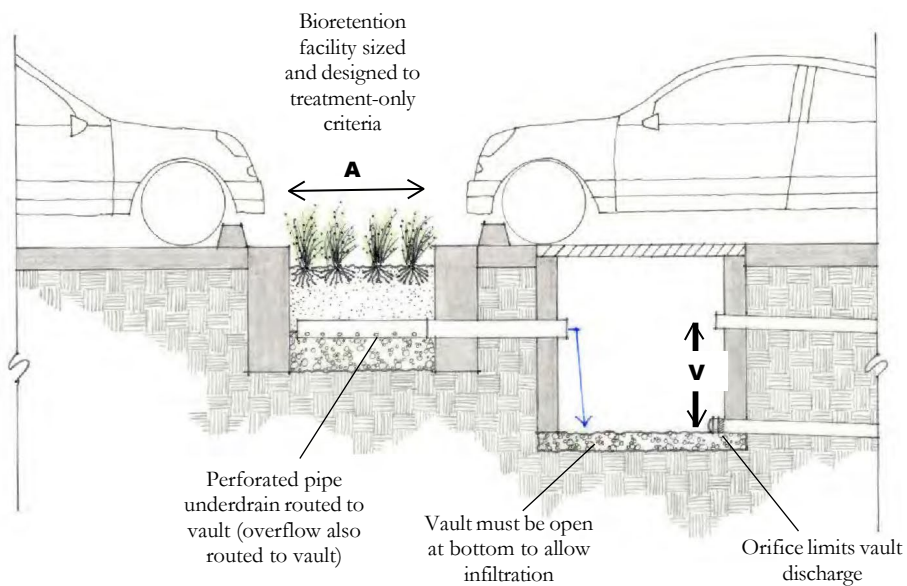 Bioretention
facility sized
and designed to
treatment-only
criteria
A
V
Perforated pipe
underdrain routed to
vault (overflow also
routed to vault)
Vault must be open
at bottom to allow
infiltration
Orifice limits vault
discharge